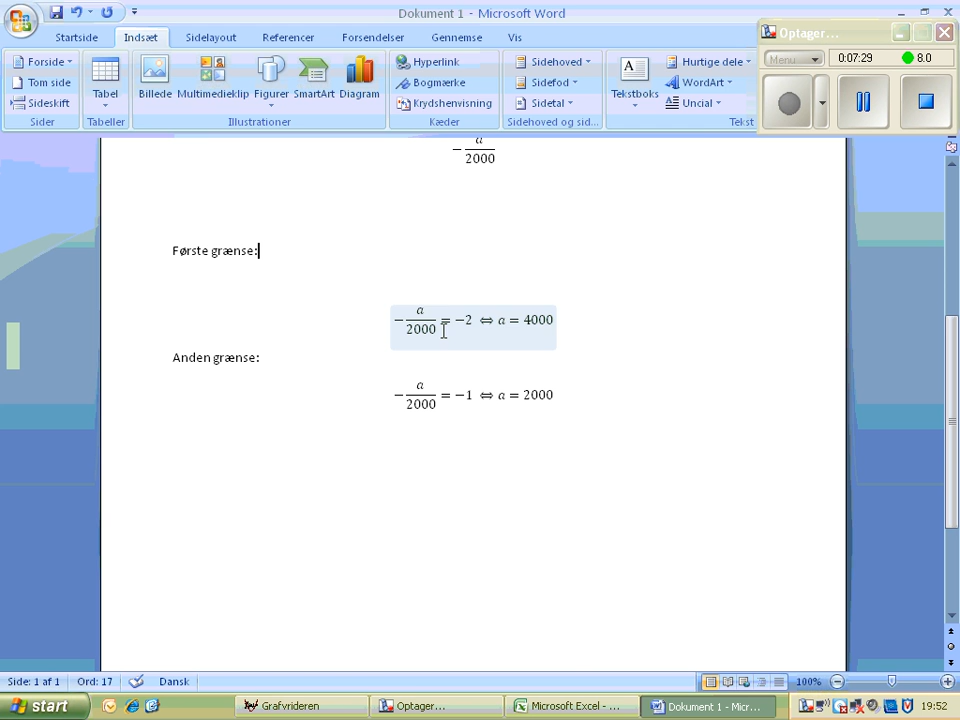 Dokument 1 - Microsoft Word
Optager...
Startside Indsæt Sidelayout Referencer Forsendelser Gennemse Vis
Menu 0:07:29 8.0
Forside
Tom side
Sideskift
Sider
Tabel
Tabeller
Billede Multimedieklip Figurer SmartArt Diagram
Illustrationer
Hyperlink
Bogmærke
Krydshenvisning
Kæder
Sidehoved
Sidefod
Sidetal
Sidehoved og sid...
Tekstboks
Hurtige dele
WordArt
Uncial
Tekst
−a/2000
Første grænse:
−a/2000 = −2 ⇔ a = 4000
Anden grænse:
−a/2000 = −1 ⇔ a = 2000
Side: 1 af 1 Ord: 17 Dansk 100%
start Grafvrideren Optager... Microsoft Excel - ... Dokument 1 - Micr... 19:52